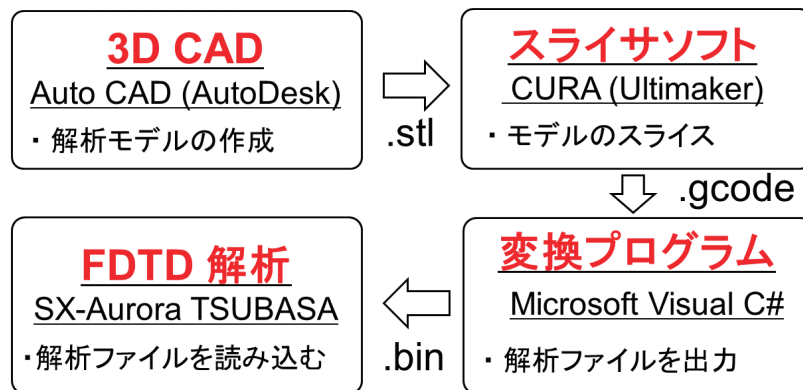 3D CAD
Auto CAD (AutoDesk)
・解析モデルの作成
.stl
スライサソフト
CURA (Ultimaker)
・モデルのスライス
.gcode
変換プログラム
Microsoft Visual C#
・解析ファイルを出力
.bin
FDTD 解析
SX-Aurora TSUBASA
・解析ファイルを読み込む